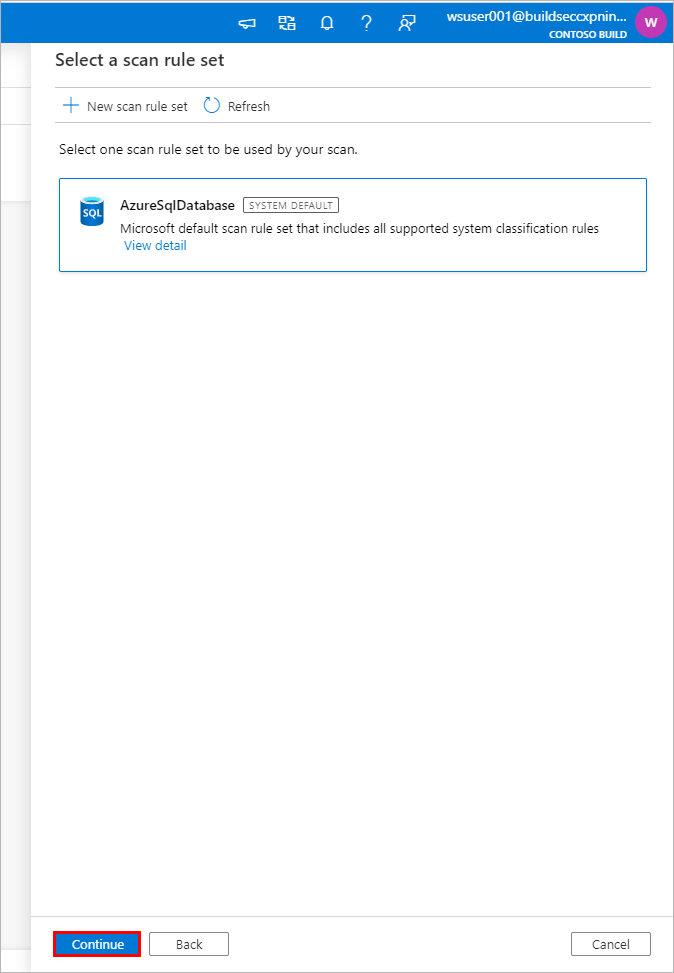 wsuser001@buildseccxpnin...
CONTOSO BUILD
W
Select a scan rule set
New scan rule set
Refresh
Select one scan rule set to be used by your scan.
SQL
AzureSqlDatabase
SYSTEM DEFAULT
Microsoft default scan rule set that includes all supported system classification rules
View detail
Continue
Back
Cancel